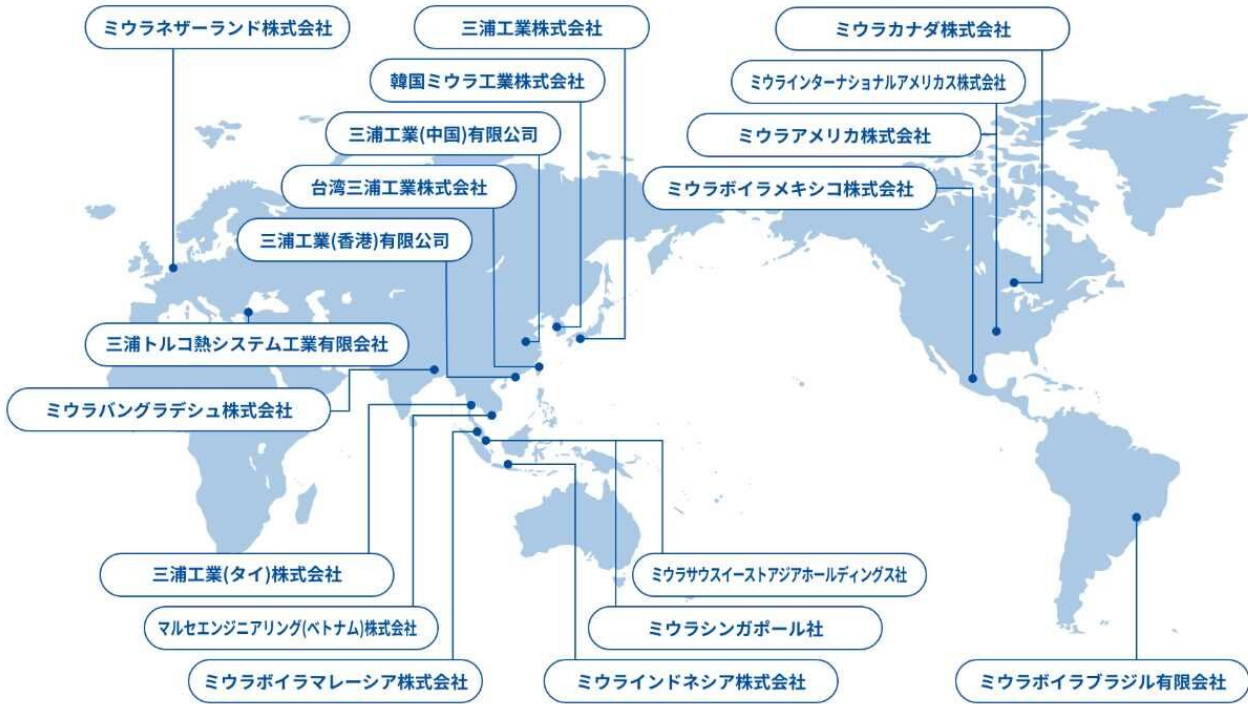 ミウラネザーランド株式会社
三浦工業株式会社
ミウラカナダ株式会社
韓国ミウラ工業株式会社
ミウラインターナショナルアメリカス株式会社
三浦工業(中国)有限公司
ミウラアメリカ株式会社
台湾三浦工業株式会社
ミウラボイラメキシコ株式会社
三浦工業(香港)有限公司
三浦トルコ熱システム工業有限会社
ミウラバングラデシュ株式会社
三浦工業(タイ)株式会社
ミウラサウスイーストアジアホールディングス社
マルセエンジニアリング(ベトナム)株式会社
ミウラシンガポール社
ミウラボイラマレーシア株式会社
ミウラインドネシア株式会社
ミウラボイラブラジル有限会社